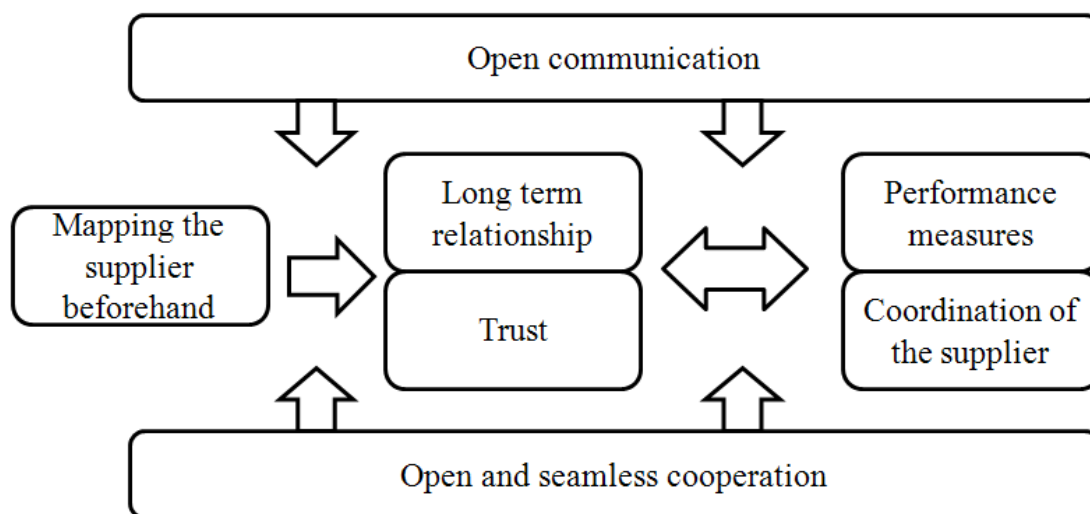 Open communication
Mapping the
supplier
beforehand
Long term
relationship
Trust
Performance
measures
Coordination of
the supplier
Open and seamless cooperation